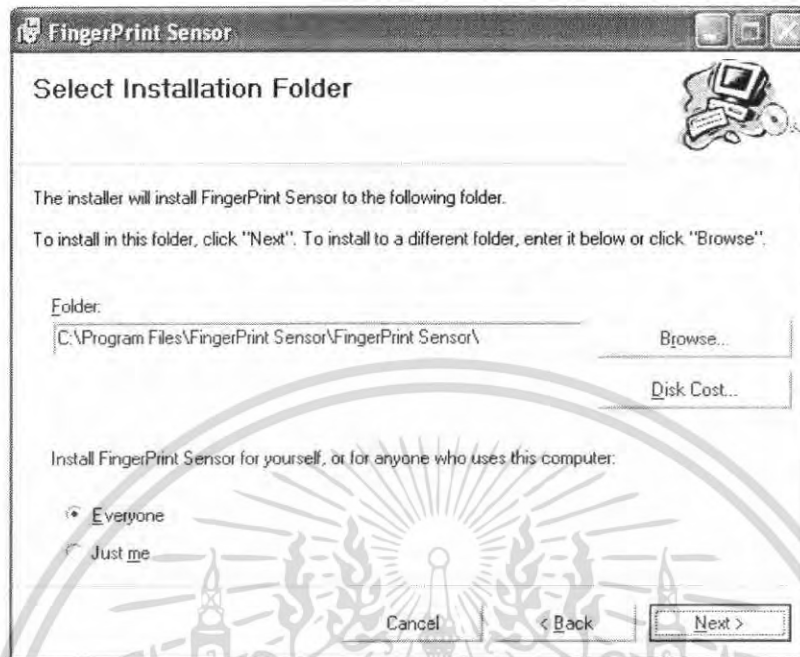 FingerPrint Sensor
Select Installation Folder
The installer will install FingerPrint Sensor to the following folder.
To install in this folder, click "Next". To install to a different folder, enter it below or click "Browse".
Folder:
C:\Program Files\FingerPrint Sensor\FingerPrint Sensor\
Browse...
Disk Cost...
Install FingerPrint Sensor for yourself, or for anyone who uses this computer:
Everyone
Just me
Cancel
< Back
Next >